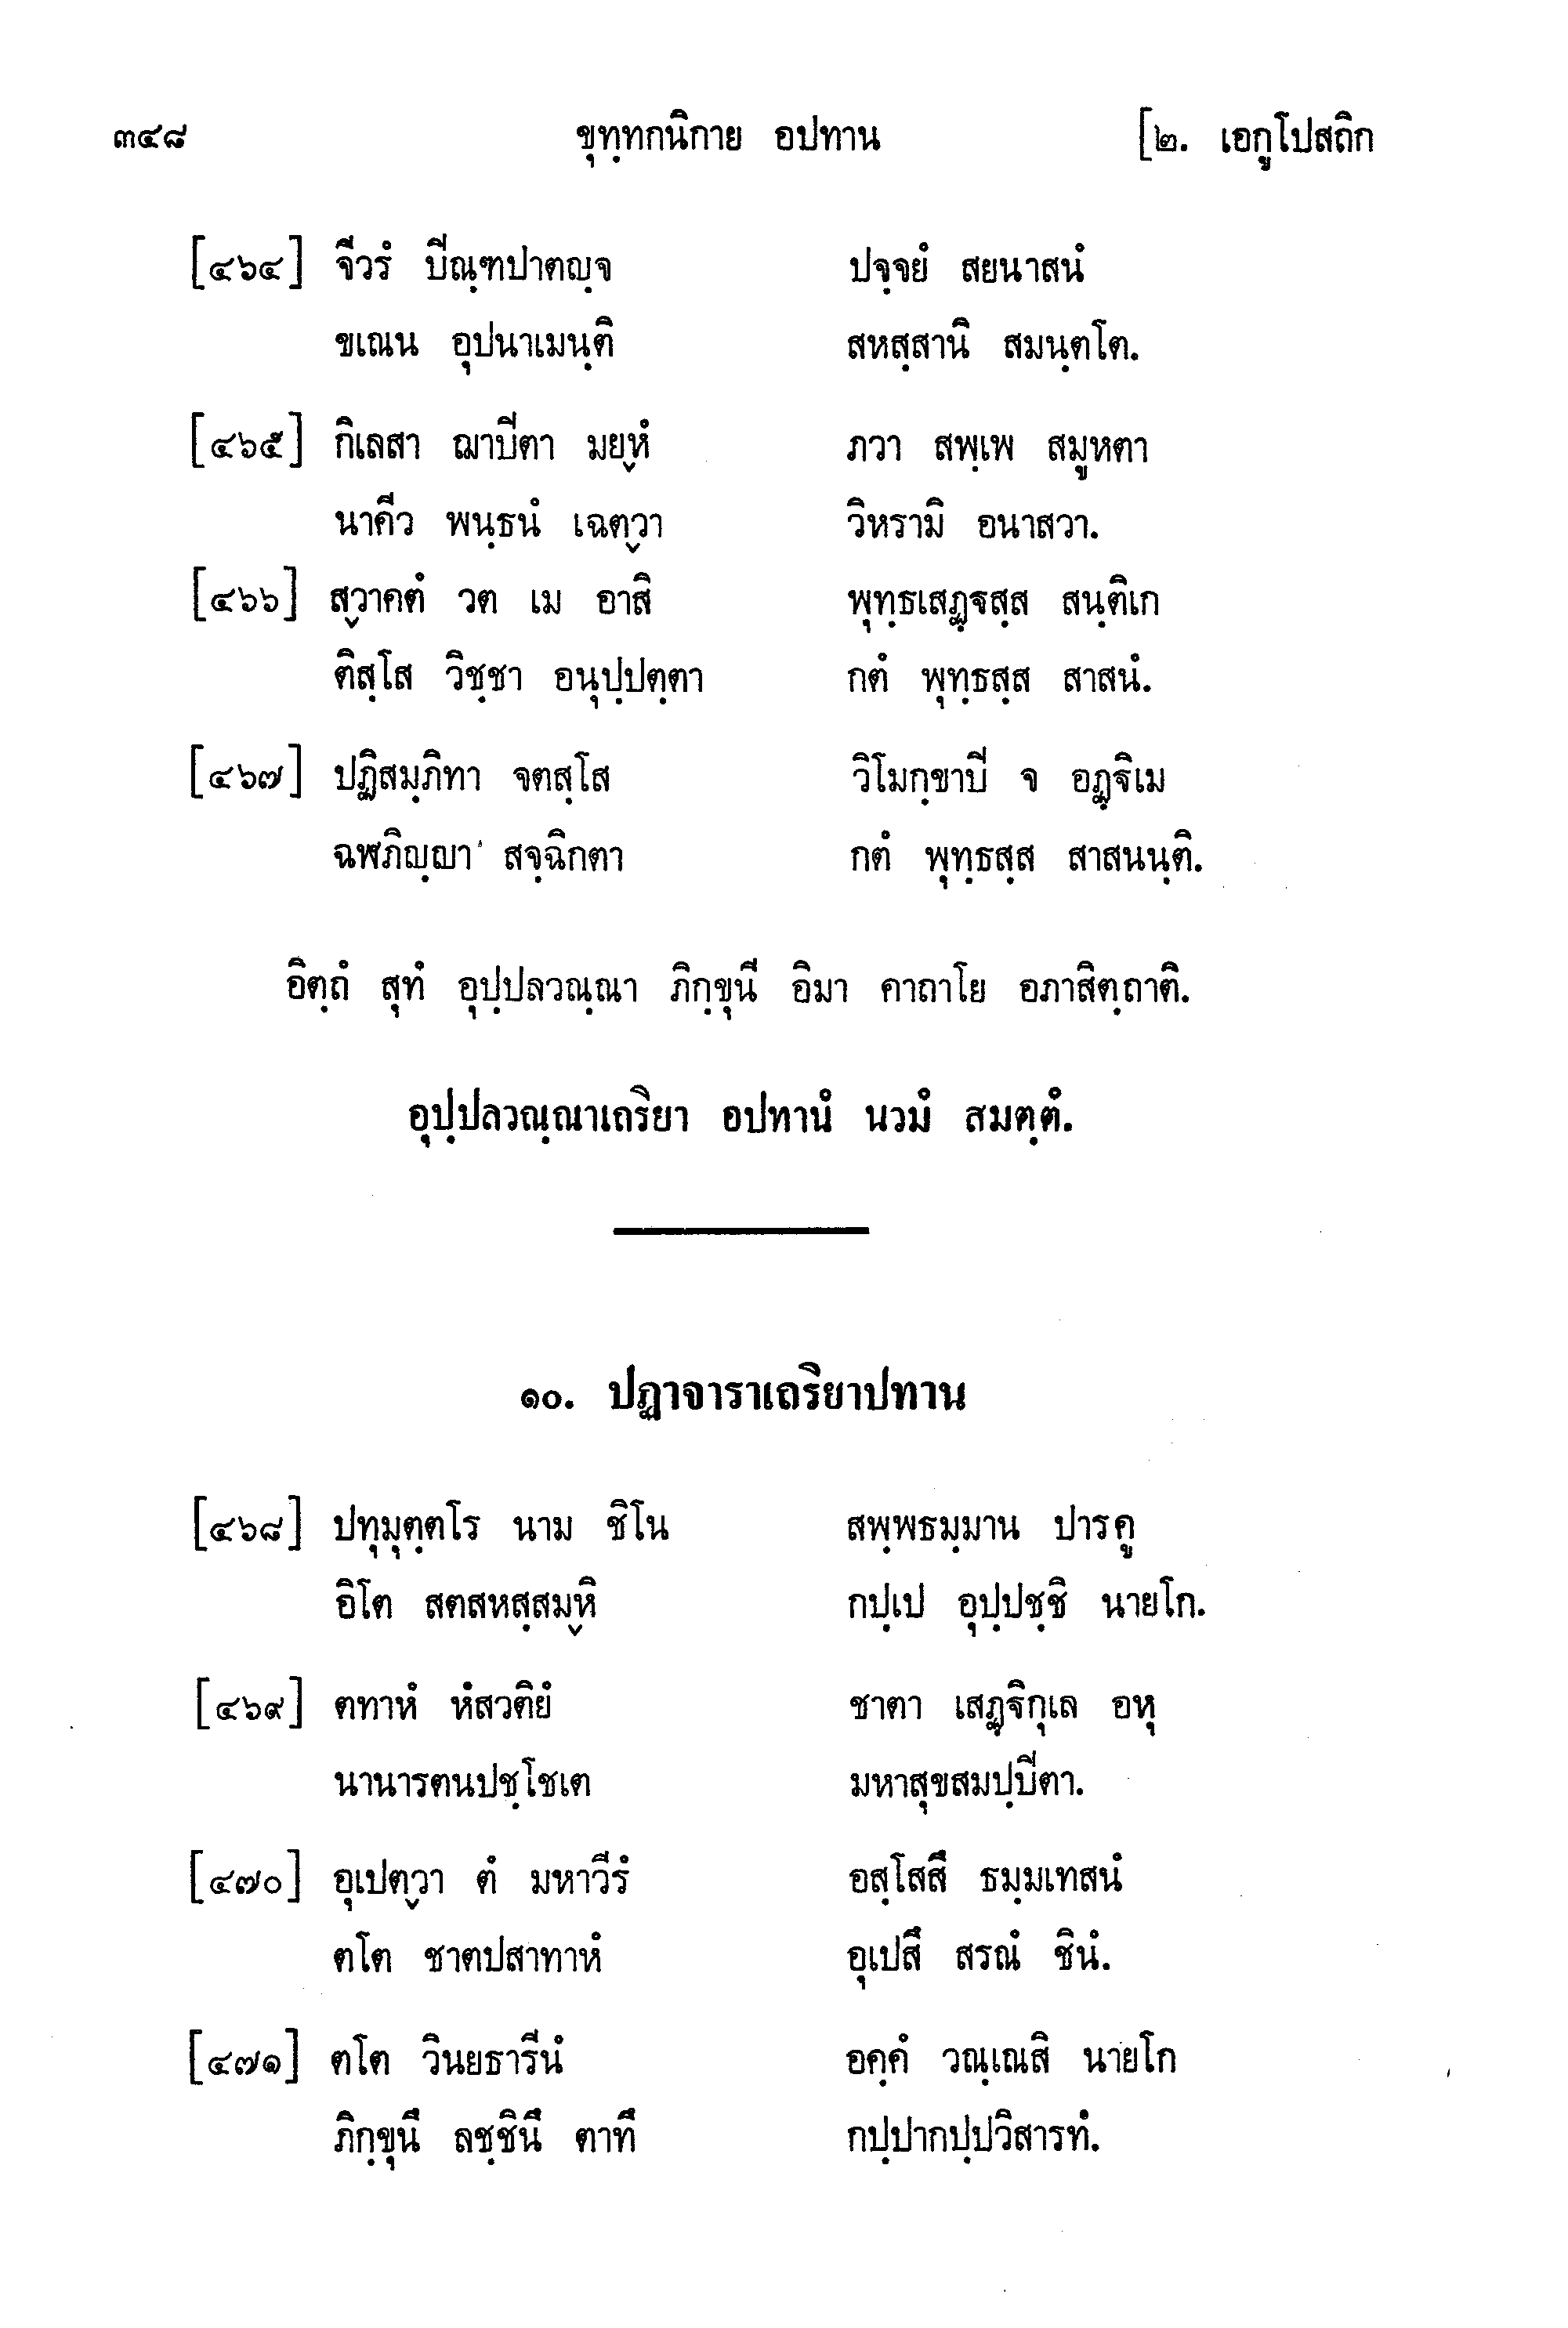 ๓๔๘ ขุทฺทกนิกาย อปทาน [๒. เอกูโปสถิก
[๔๖๔] จีวรํ ปิณฺฑปาตญฺจ ปจฺจยํ สยนาสนํ
ขเณน อุปนาเมนฺติ สหสฺสานิ สมนฺตโต.
[๔๖๕] กิเลสา ฌาปิตา มยฺหํ ภวา สพฺเพ สมูหตา
นาคีว พนฺธนํ เฉตฺวา วิหรามิ อนาสวา.
[๔๖๖] สฺวาคตํ วต เม อาสิ พุทฺธเสฏฺฐสฺส สนฺติเก
ติสฺโส วิชฺชา อนุปฺปตฺตา กตํ พุทฺธสฺส สาสนํ.
[๔๖๗] ปฏิสมฺภิทา จตสฺโส วิโมกฺขาปิ จ อฏฺฐิเม
ฉฬภิญฺญา สจฺฉิกตา กตํ พุทฺธสฺส สาสนนฺติ.
อิตฺถํ สุทํ อุปฺปลวณฺณา ภิกฺขุนี อิมา คาถาโย อภาสิตฺถาติ.
อุปฺปลวณฺณาเถริยา อปทานํ นวมํ สมตฺตํ.
๑๐. ปฏาจาราเถริยาปทาน
[๔๖๘] ปทุมุตฺตโร นาม ชิโน สพฺพธมฺมาน ปารคู
อิโต สตสหสฺสมฺหิ กปฺเป อุปฺปชฺชิ นายโก.
[๔๖๙] ตทาหํ หํสวติยํ ชาตา เสฏฺฐิกุเล อหุ
นานารตนปชฺโชเต มหาสุขสมปฺปิตา.
[๔๗๐] อุเปตฺวา ตํ มหาวีรํ อสฺโสสึ ธมฺมเทสนํ
ตโต ชาตปสาทาหํ อุเปสึ สรณํ ชินํ.
[๔๗๑] ตโต วินยธารีนํ อคฺคํ วณฺเณสิ นายโก
ภิกฺขุนึ ลชฺชินึ ตาทึ กปฺปากปฺปวิสารทํ.